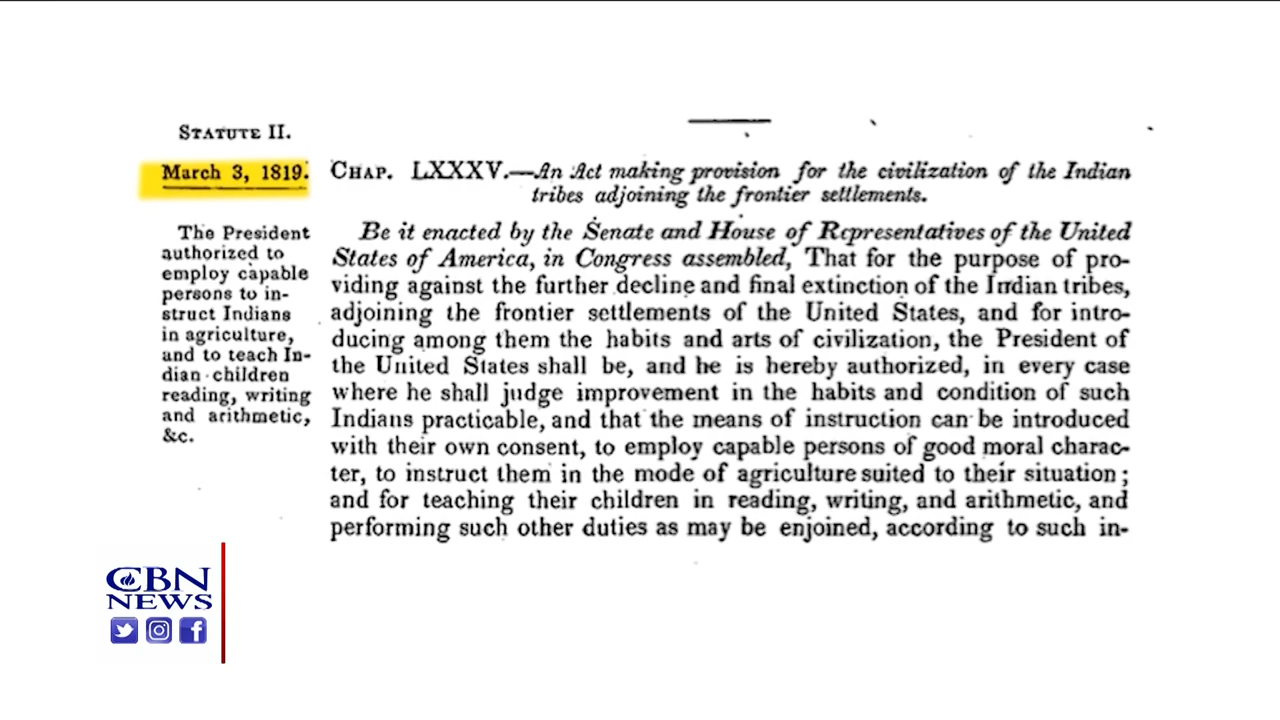 STATUTE II.
March 3, 1819.
The President
authorized to
employ capable
persons to in-
struct Indians
in agriculture,
and to teach In-
dian children
reading, writing
and arithmetic,
&c.
CHAP. LXXXV.—An Act making provision for the civilization of the Indian
tribes adjoining the frontier settlements.
Be it enacted by the Senate and House of Representatives of the United
States of America, in Congress assembled, That for the purpose of pro-
viding against the further decline and final extinction of the Indian tribes,
adjoining the frontier settlements of the United States, and for intro-
ducing among them the habits and arts of civilization, the President of
the United States shall be, and he is hereby authorized, in every case
where he shall judge improvement in the habits and condition of such
Indians practicable, and that the means of instruction can be introduced
with their own consent, to employ capable persons of good moral charac-
ter, to instruct them in the mode of agriculture suited to their situation;
and for teaching their children in reading, writing, and arithmetic, and
performing such other duties as may be enjoined, according to such in-
CBN
NEWS